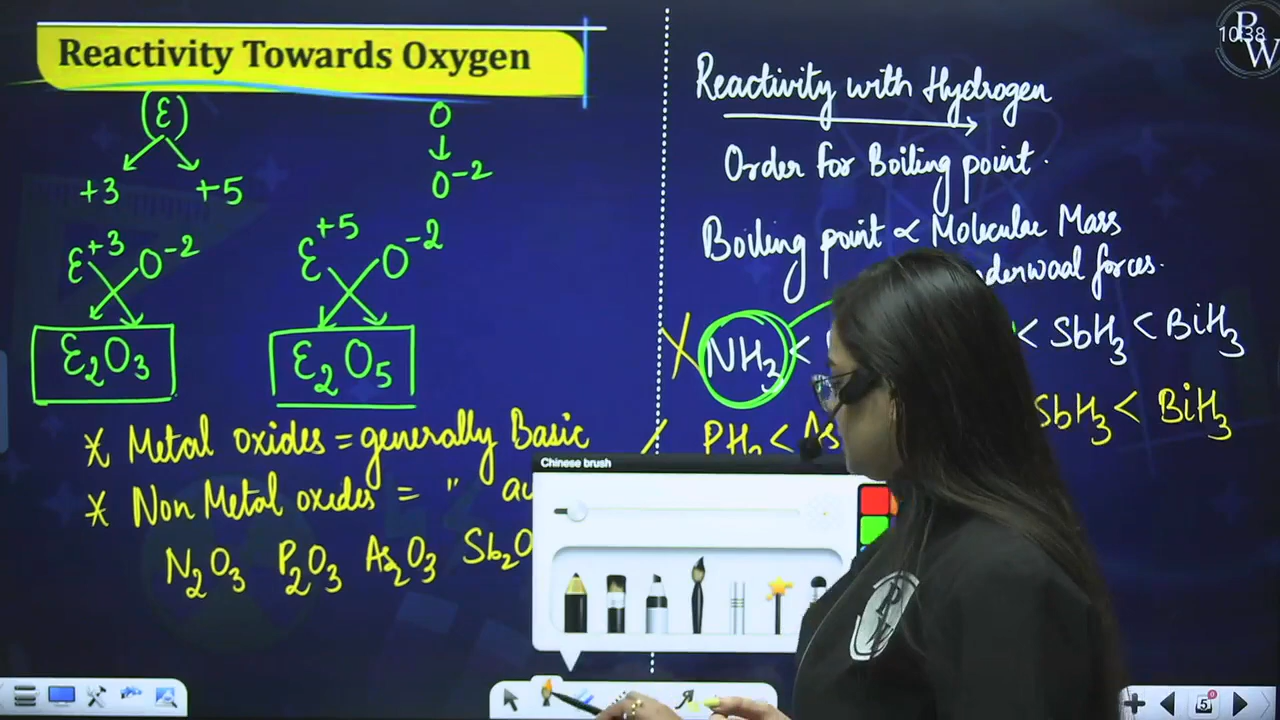 Reactivity Towards Oxygen
(E)
+3 +5
O
O⁻²
E⁺³ O⁻²
E₂O₃
E⁺⁵ O⁻²
E₂O₅
* Metal oxides = generally Basic
* Non Metal oxides = "
N₂O₃ P₂O₃ As₂O₃ Sb₂O
Reactivity with Hydrogen
Order for Boiling point.
Boiling point ∝ Molecular Mass
forces.
X NH₃ < < SbH₃ < BiH₃
PH₃ < As SbH₃ < BiH₃
Chinese brush
10:38
PW
5
PW